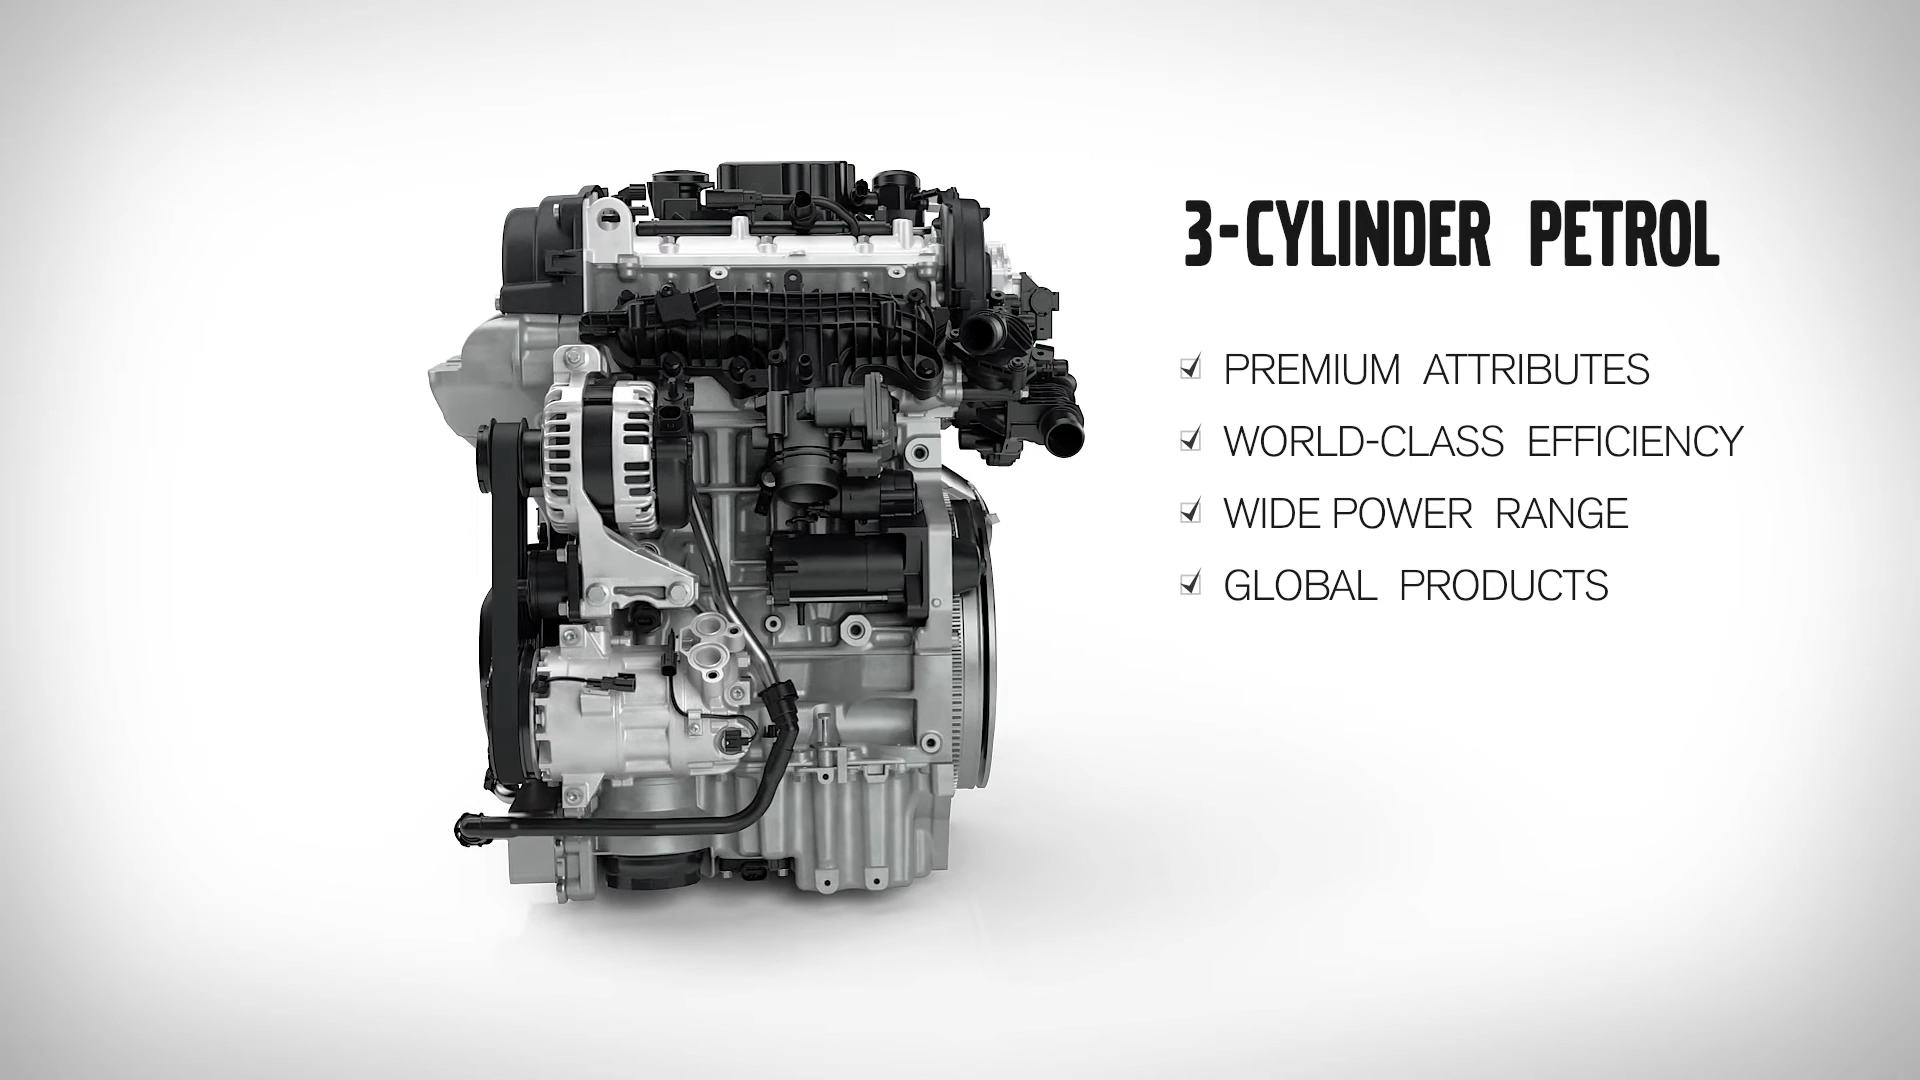 3-CYLINDER PETROL
PREMIUM ATTRIBUTES
WORLD-CLASS EFFICIENCY
WIDE POWER RANGE
GLOBAL PRODUCTS